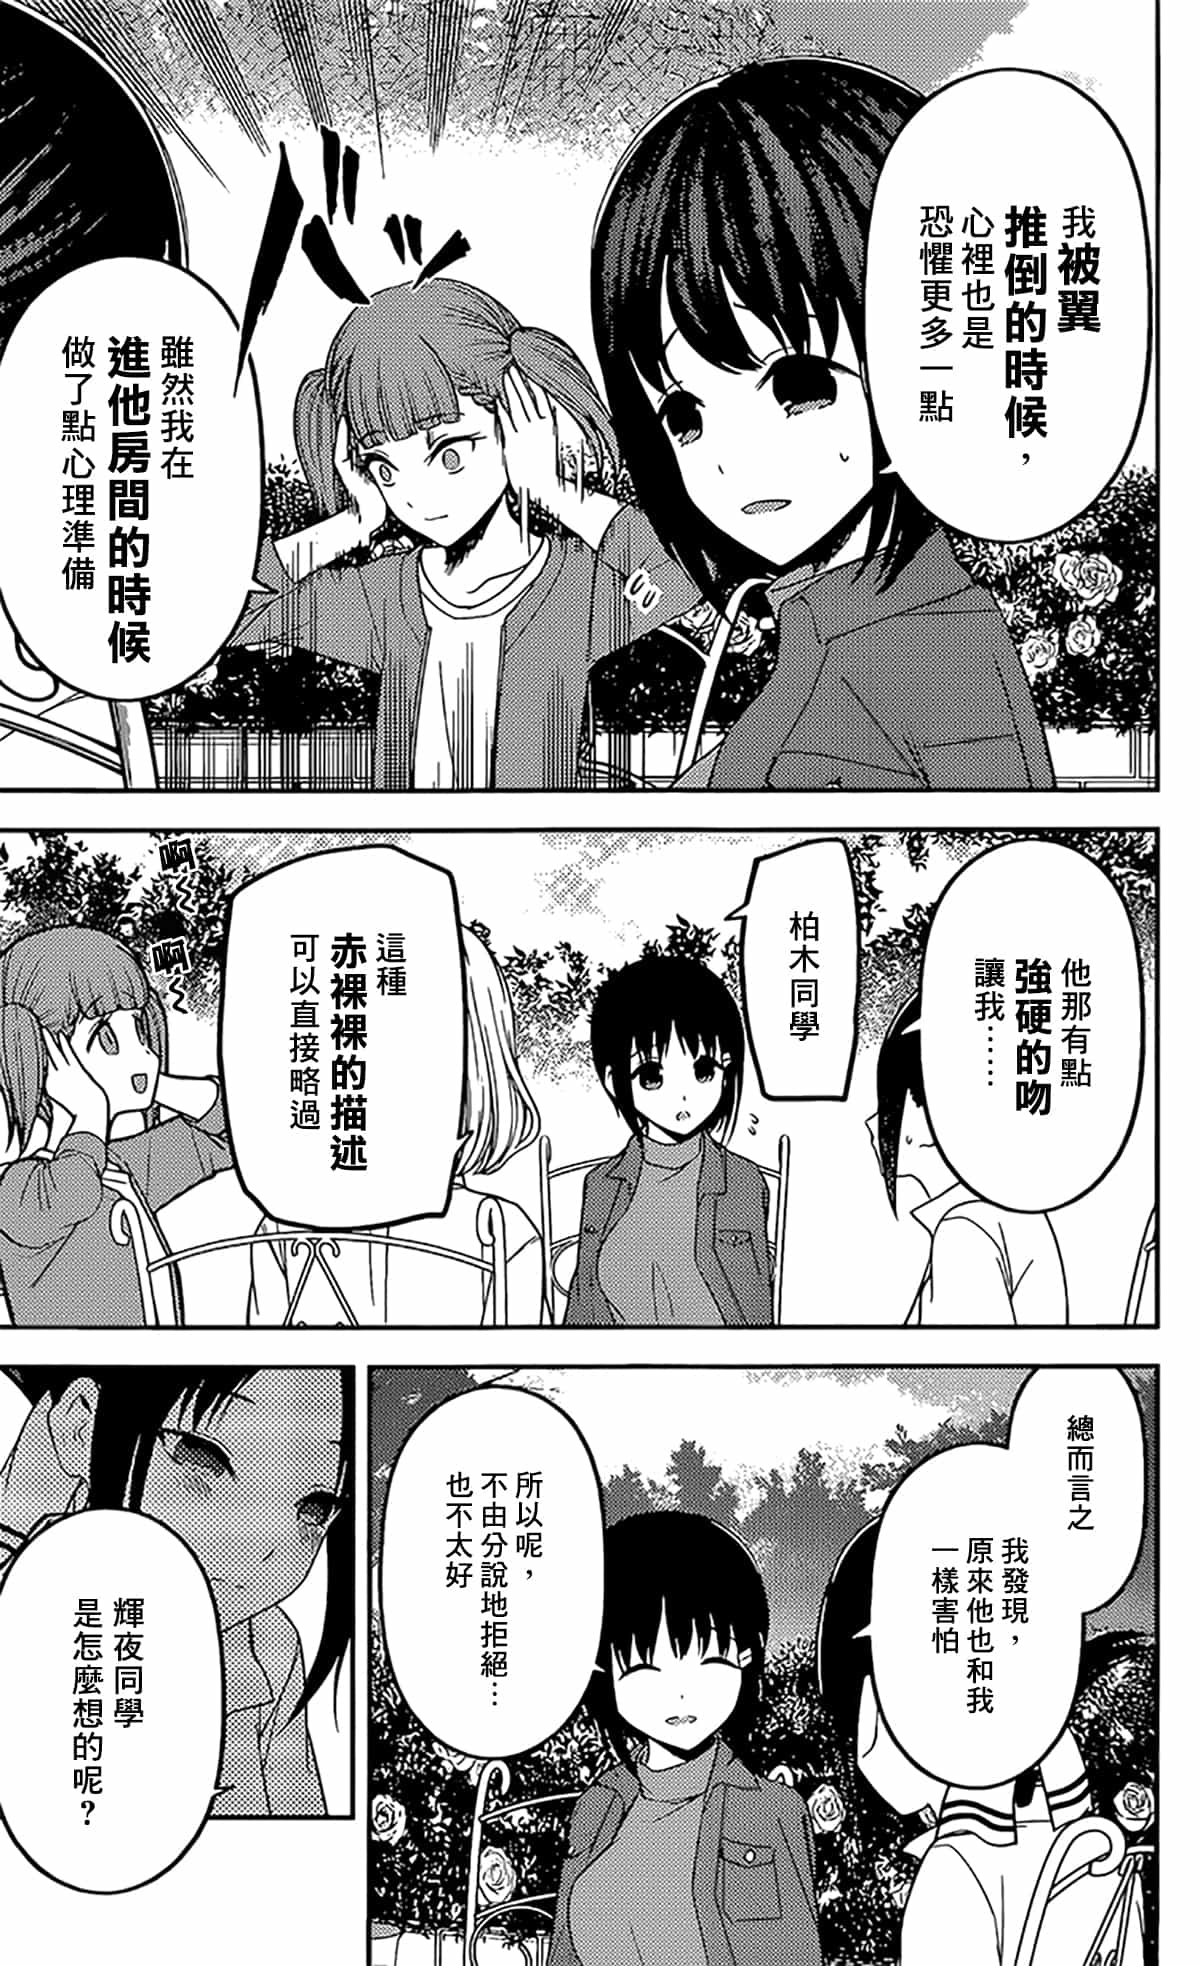 我被翼
推倒的時候，
心裡也是
恐懼更多一點
雖然我在
進他房間的時候
做了點心理準備
他那有點
強硬的吻
讓我……
柏木同學
這種
赤裸裸的描述
可以直接略過
啊～
啊～
總而言之
我發現，
原來他也和我
一樣害怕
所以呢，
不由分說地拒絕…
也不太好
輝夜同學
是怎麼想的呢？